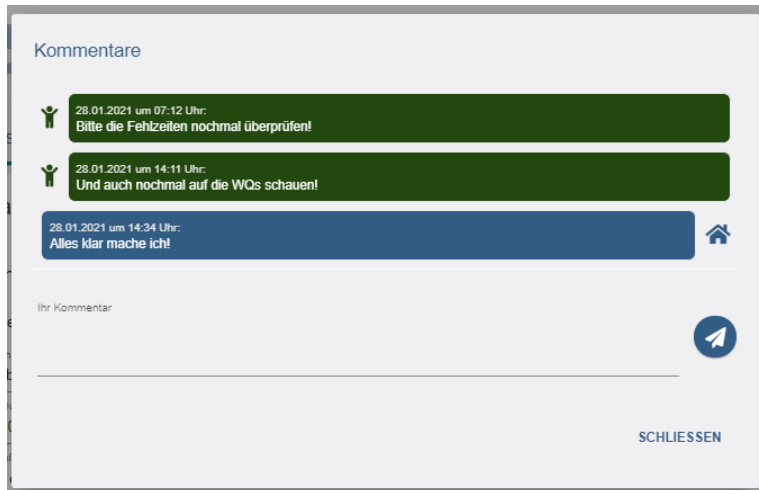 Kommentare
28.01.2021 um 07:12 Uhr:
Bitte die Fehlzeiten nochmal überprüfen!
28.01.2021 um 14:11 Uhr:
Und auch nochmal auf die WQs schauen!
28.01.2021 um 14:34 Uhr:
Alles klar mache ich!
Ihr Kommentar
SCHLIESSEN